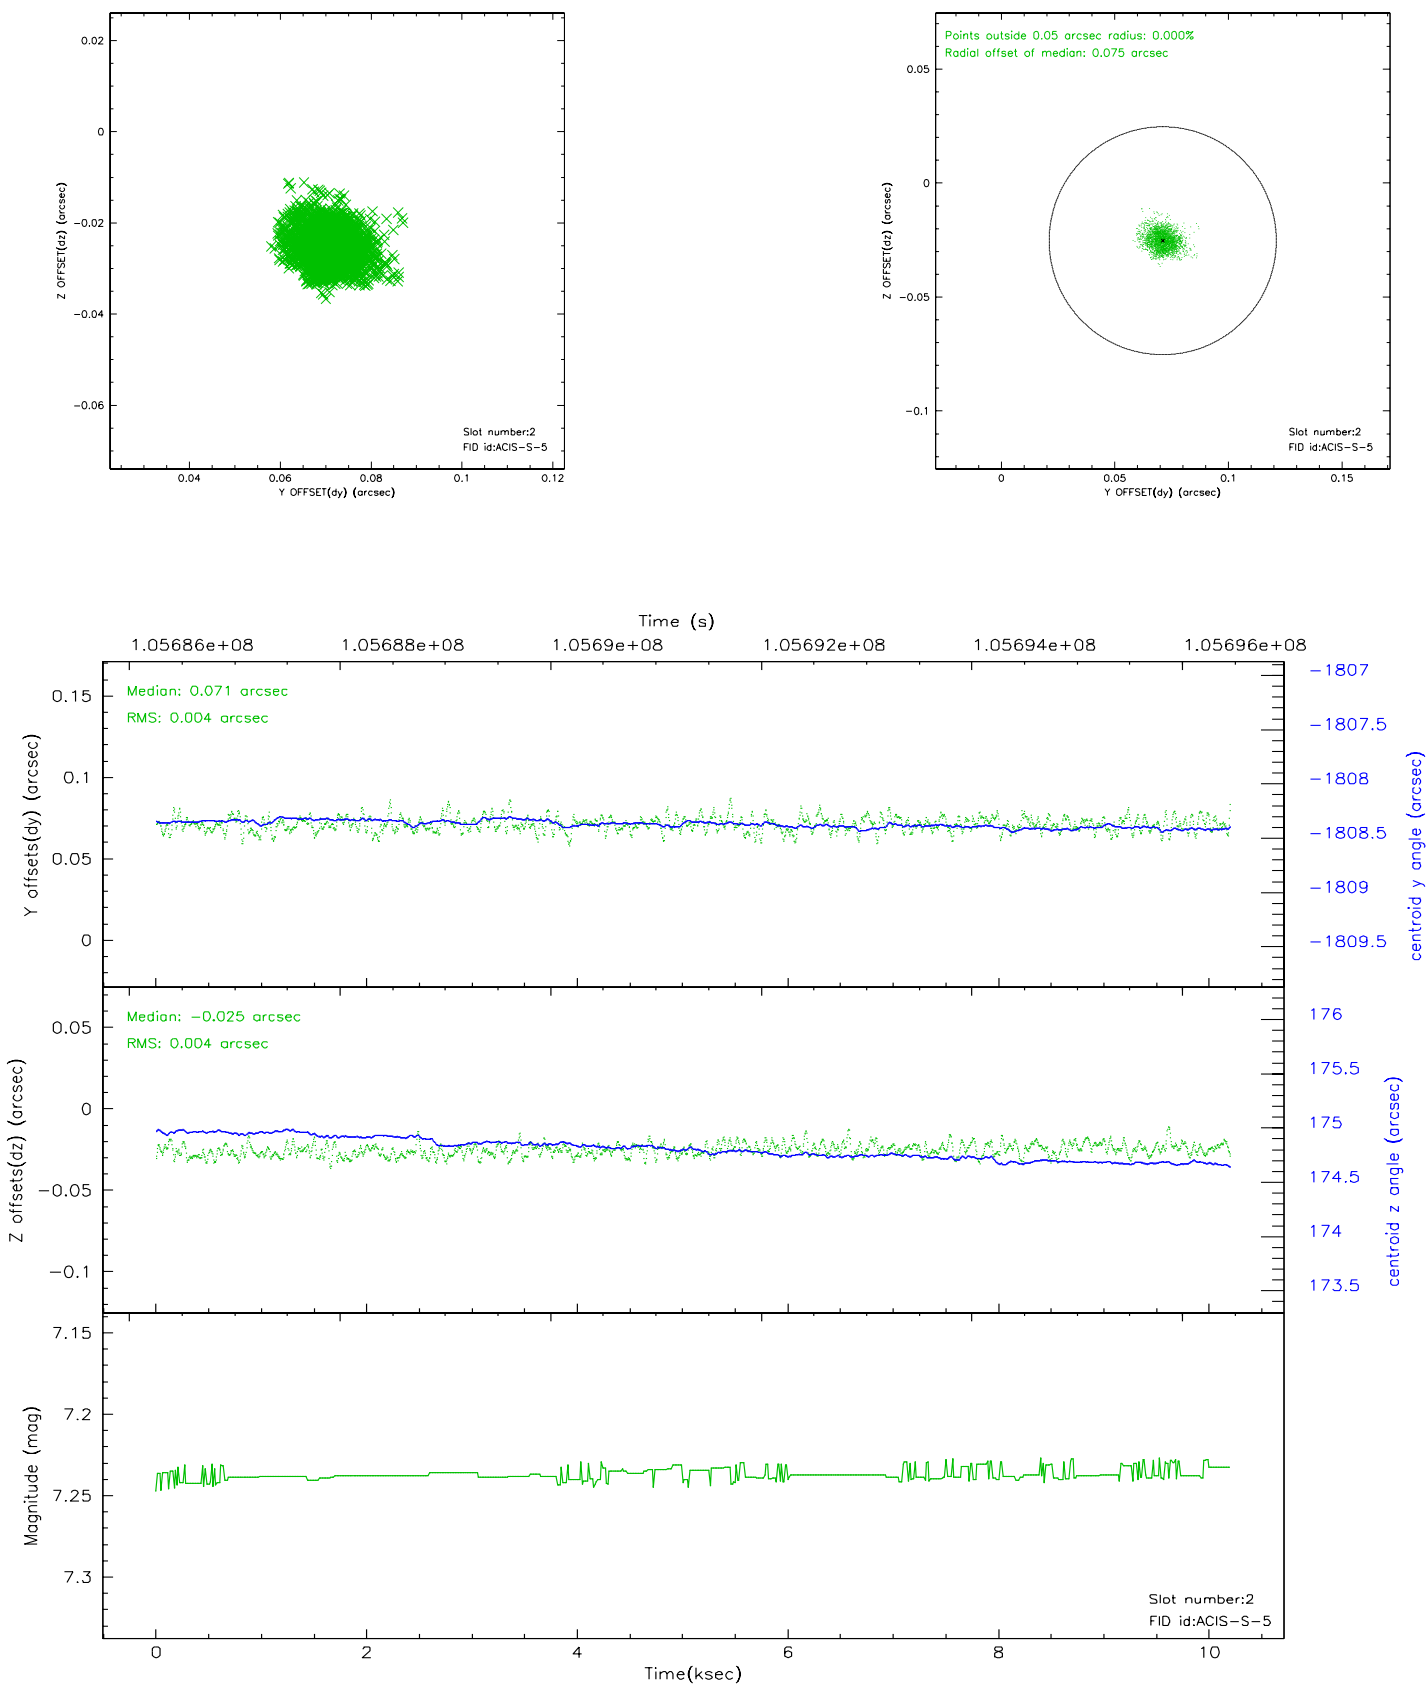 0.02
0
−0.02
−0.04
−0.06
Z OFFSET(dz) (arcsec)
0.04 0.06 0.08 0.1 0.12
Y OFFSET(dy) (arcsec)
Slot number:2
FID id:ACIS−S−5
Points outside 0.05 arcsec radius: 0.000%
Radial offset of median: 0.075 arcsec
0.05
0
−0.05
−0.1
Z OFFSET(dz) (arcsec)
0 0.05 0.1 0.15
Y OFFSET(dy) (arcsec)
Slot number:2
FID id:ACIS−S−5
Time (s)
1.05686e+08 1.05688e+08 1.0569e+08 1.05692e+08 1.05694e+08 1.05696e+08
Median: 0.071 arcsec
RMS: 0.004 arcsec
0.15
0.1
0.05
0
Y offsets(dy) (arcsec)
−1807
−1807.5
−1808
−1808.5
−1809
−1809.5
centroid y angle (arcsec)
Median: −0.025 arcsec
RMS: 0.004 arcsec
0.05
0
−0.05
−0.1
Z offsets(dz) (arcsec)
176
175.5
175
174.5
174
173.5
centroid z angle (arcsec)
7.15
7.2
7.25
7.3
Magnitude (mag)
Slot number:2
FID id:ACIS−S−5
0 2 4 6 8 10
Time(ksec)